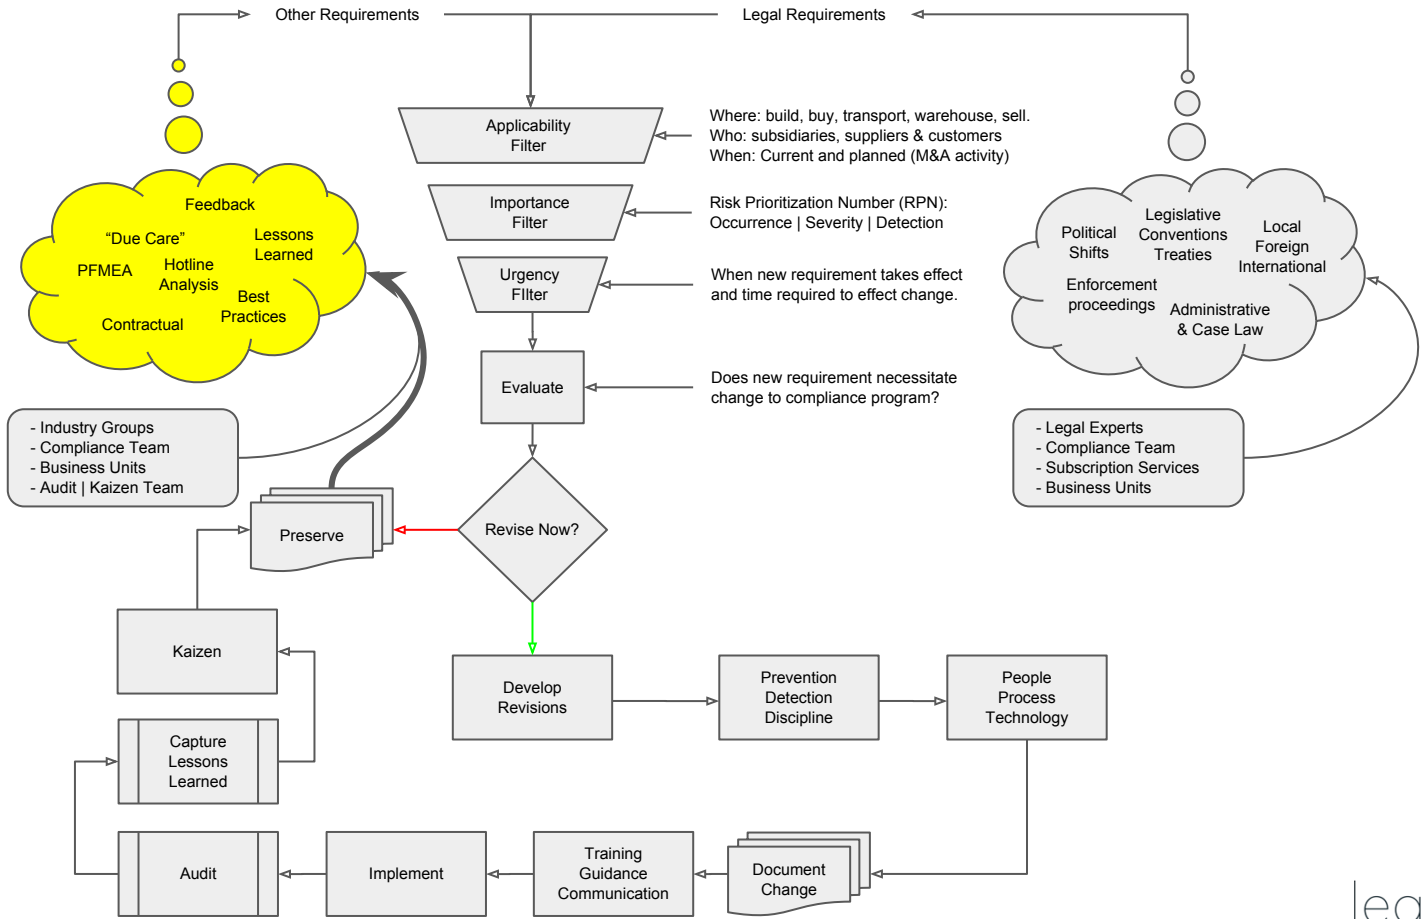 Other Requirements
Legal Requirements
Applicability
Filter
Where: build, buy, transport, warehouse, sell.
Who: subsidiaries, suppliers & customers
When: Current and planned (M&A activity)
Importance
Filter
Risk Prioritization Number (RPN):
Occurrence | Severity | Detection
Urgency
FIlter
When new requirement takes effect
and time required to effect change.
Evaluate
Does new requirement necessitate
change to compliance program?
Feedback
“Due Care”
Lessons
Learned
PFMEA
Hotline
Analysis
Best
Practices
Contractual
Political
Shifts
Legislative
Conventions
Treaties
Local
Foreign
International
Enforcement
proceedings
Administrative
& Case Law
- Industry Groups
- Compliance Team
- Business Units
- Audit | Kaizen Team
- Legal Experts
- Compliance Team
- Subscription Services
- Business Units
Preserve
Revise Now?
Kaizen
Develop
Revisions
Prevention
Detection
Discipline
People
Process
Technology
Capture
Lessons
Learned
Audit
Implement
Training
Guidance
Communication
Document
Change